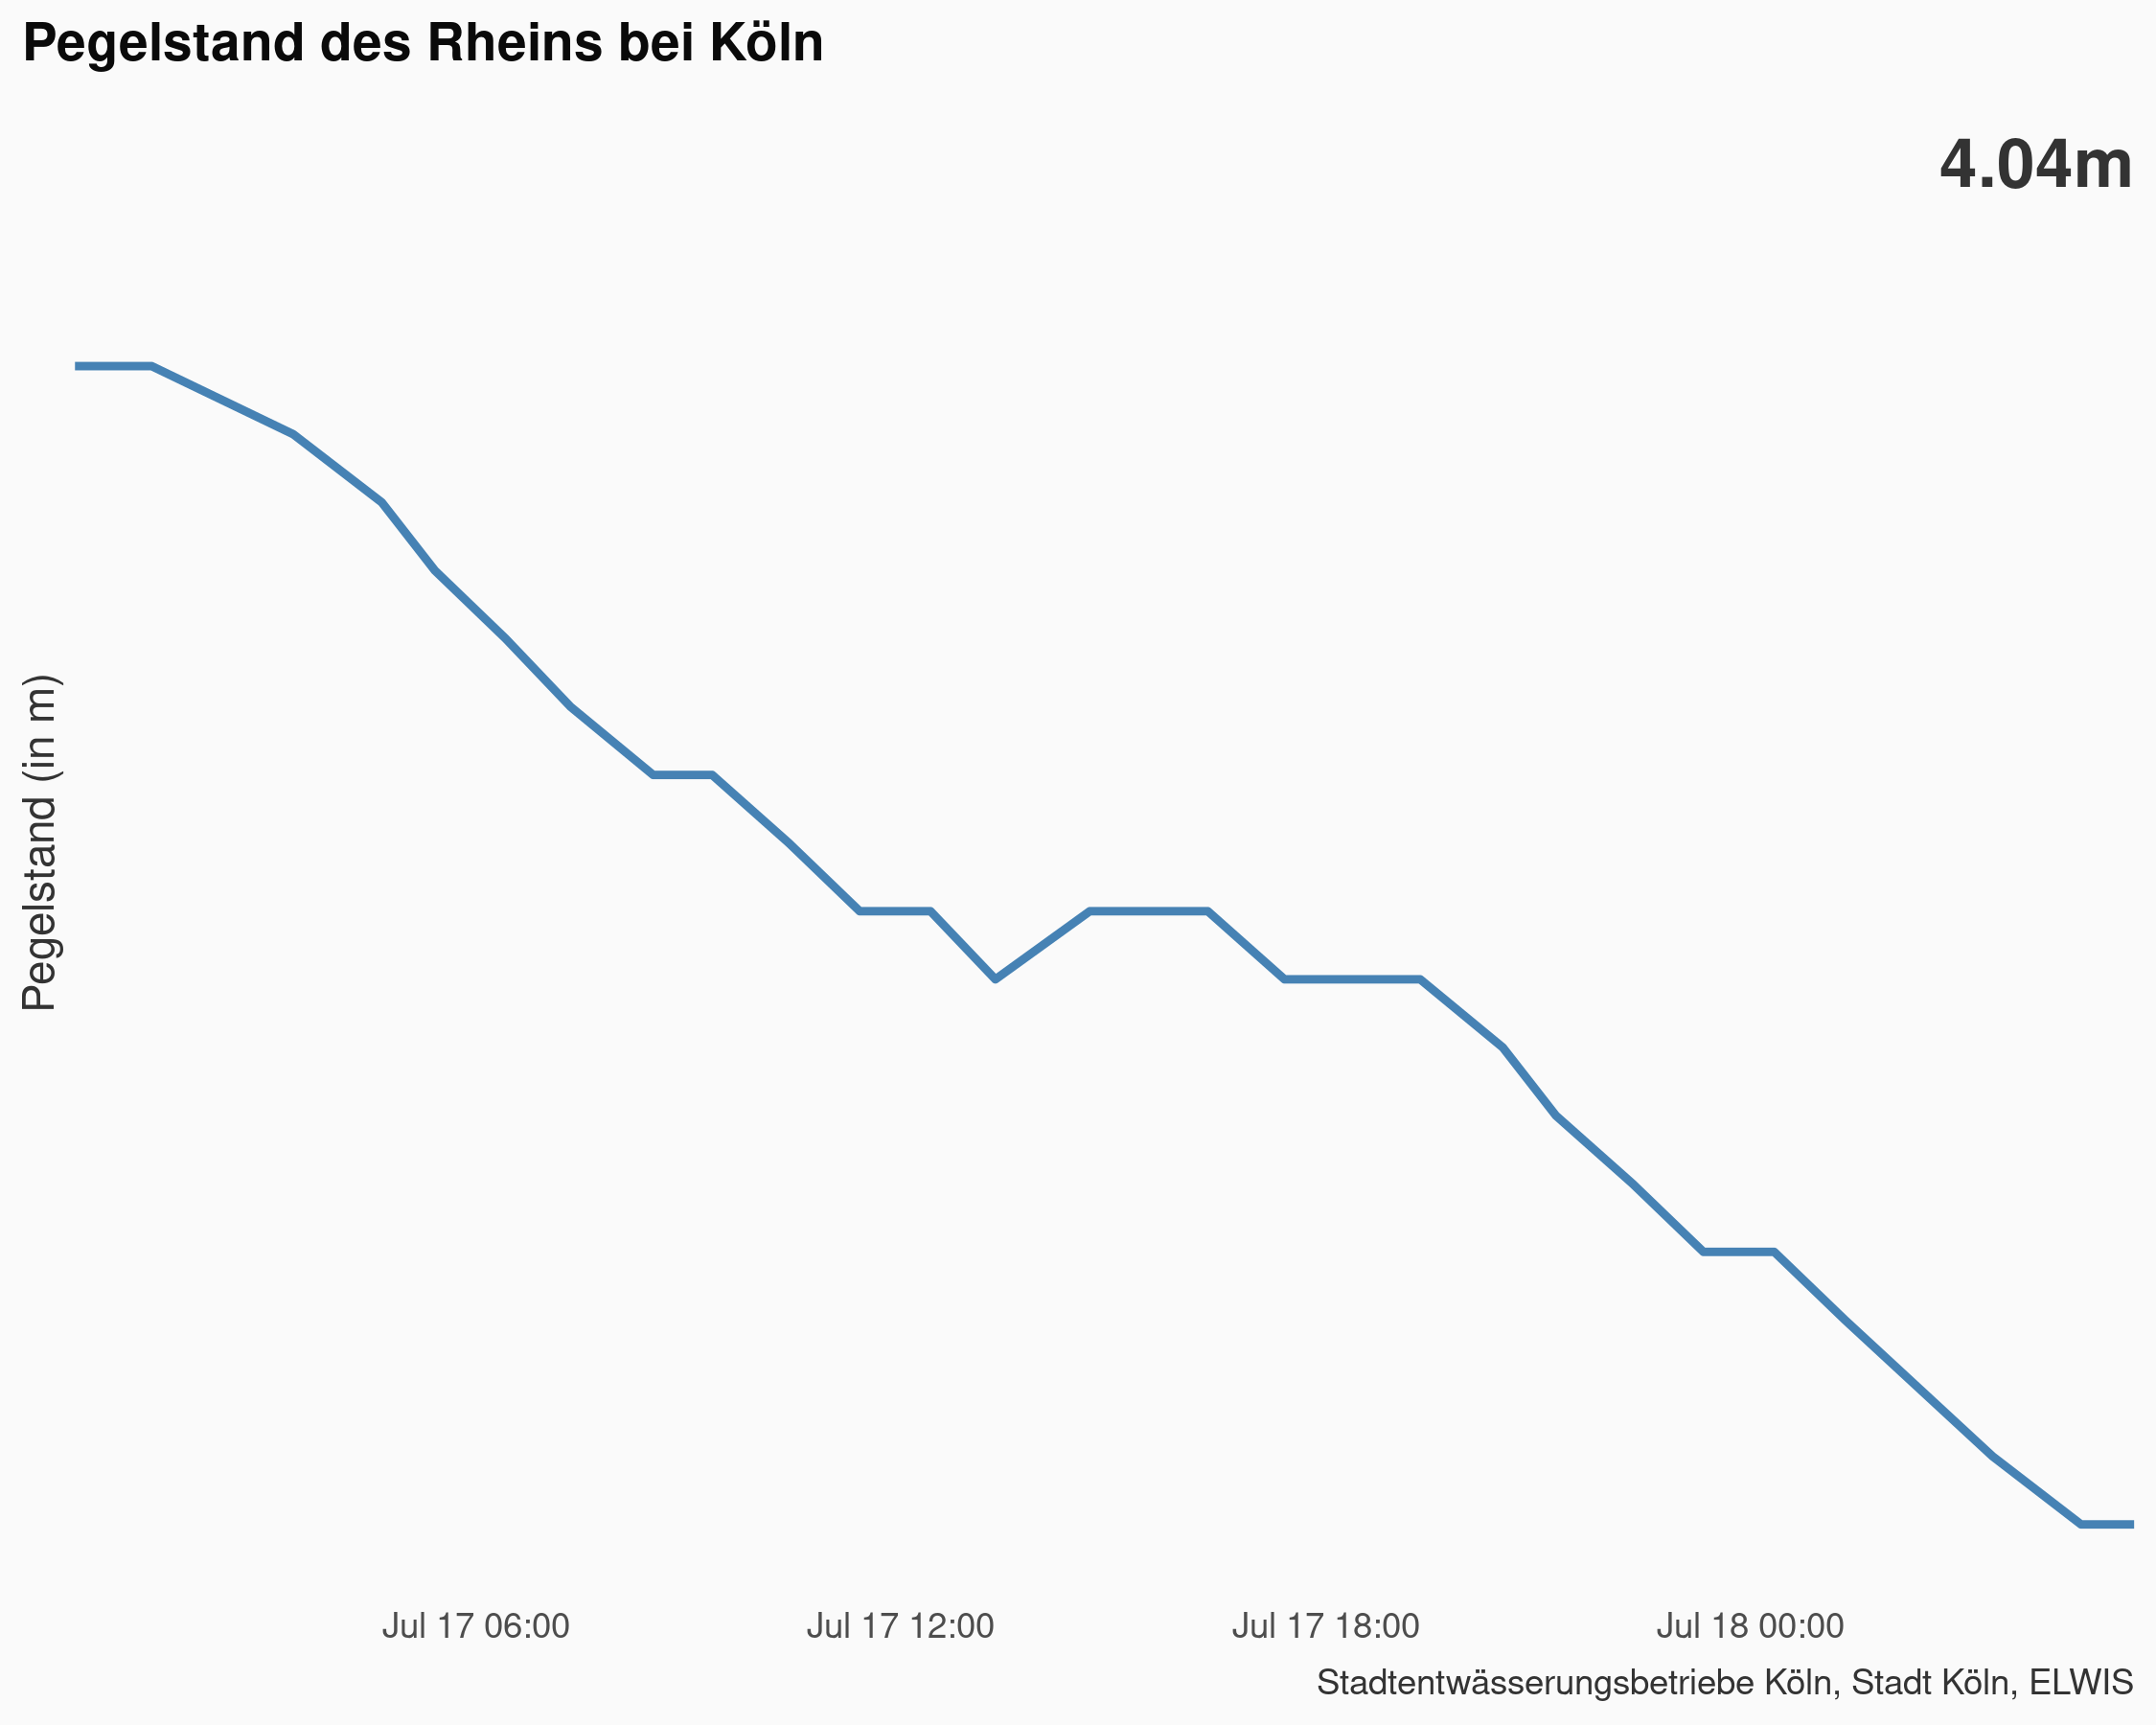 Pegelstand des Rheins bei Köln
4.04m
Pegelstand (in m)
Jul 17 06:00
Jul 17 12:00
Jul 17 18:00
Jul 18 00:00
Stadtentwässerungsbetriebe Köln, Stadt Köln, ELWIS